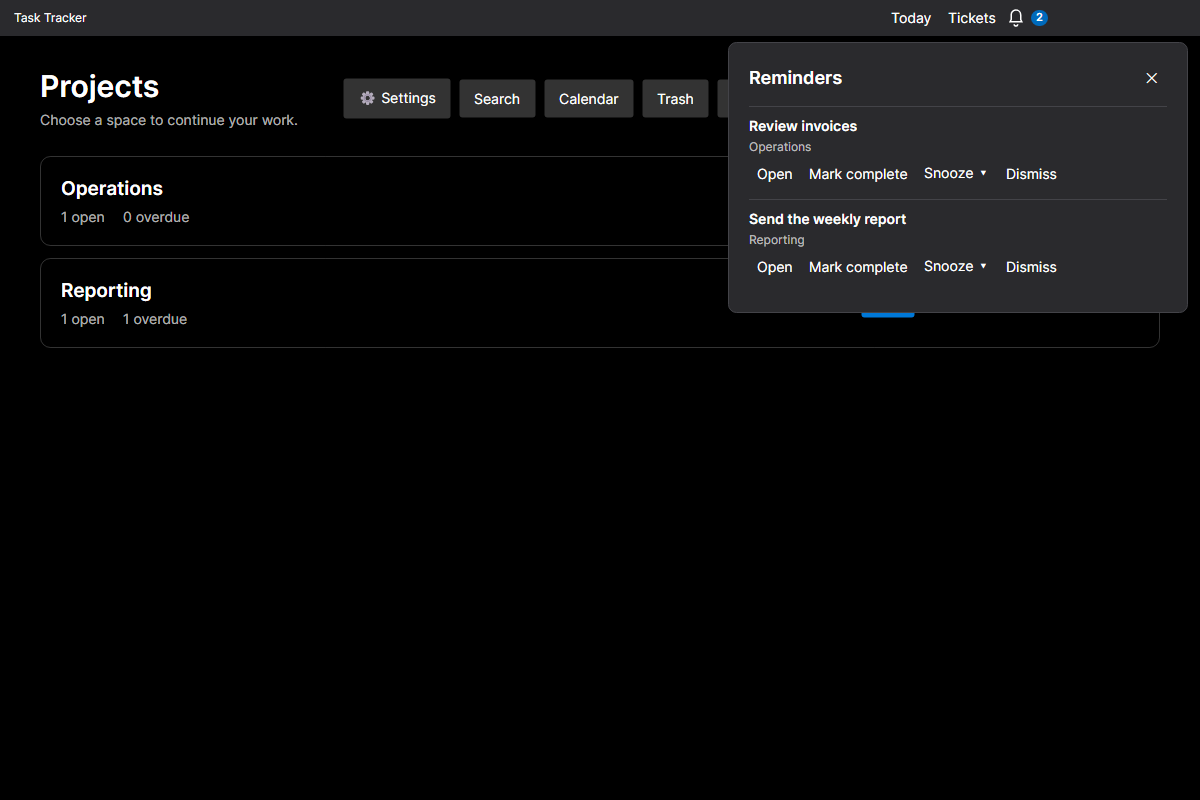 Task Tracker
Today Tickets 2
Projects
Choose a space to continue your work.
Settings Search Calendar Trash
Operations
1 open 0 overdue
Reporting
1 open 1 overdue
Reminders
Review invoices
Operations
Open Mark complete Snooze ▾ Dismiss
Send the weekly report
Reporting
Open Mark complete Snooze ▾ Dismiss